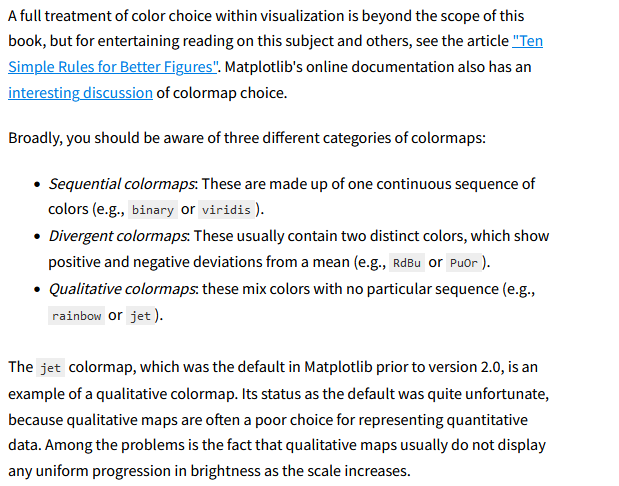 A full treatment of color choice within visualization is beyond the scope of this
book, but for entertaining reading on this subject and others, see the article "Ten
Simple Rules for Better Figures". Matplotlib's online documentation also has an
interesting discussion of colormap choice.
Broadly, you should be aware of three different categories of colormaps:
• Sequential colormaps: These are made up of one continuous sequence of
colors (e.g., binary or viridis ).
• Divergent colormaps: These usually contain two distinct colors, which show
positive and negative deviations from a mean (e.g., RdBu or PuOr ).
• Qualitative colormaps: these mix colors with no particular sequence (e.g.,
rainbow or jet ).
The jet colormap, which was the default in Matplotlib prior to version 2.0, is an
example of a qualitative colormap. Its status as the default was quite unfortunate,
because qualitative maps are often a poor choice for representing quantitative
data. Among the problems is the fact that qualitative maps usually do not display
any uniform progression in brightness as the scale increases.